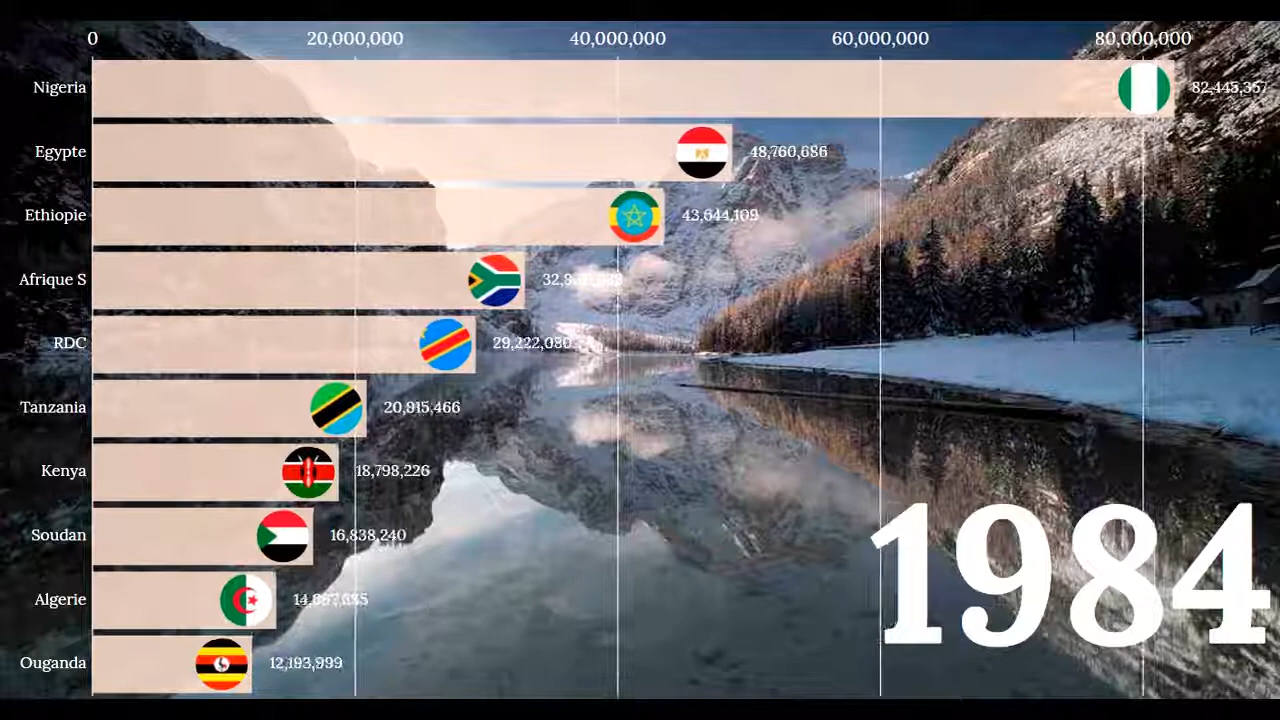 0 20,000,000 40,000,000 60,000,000 80,000,000
Nigeria
Egypte 48,760,686
Ethiopie 43,644,109
Afrique S
RDC 29,222,080
Tanzania 20,915,466
Kenya 18,798,226
Soudan 16,838,240
Algerie
Ouganda 12,193,999
1984